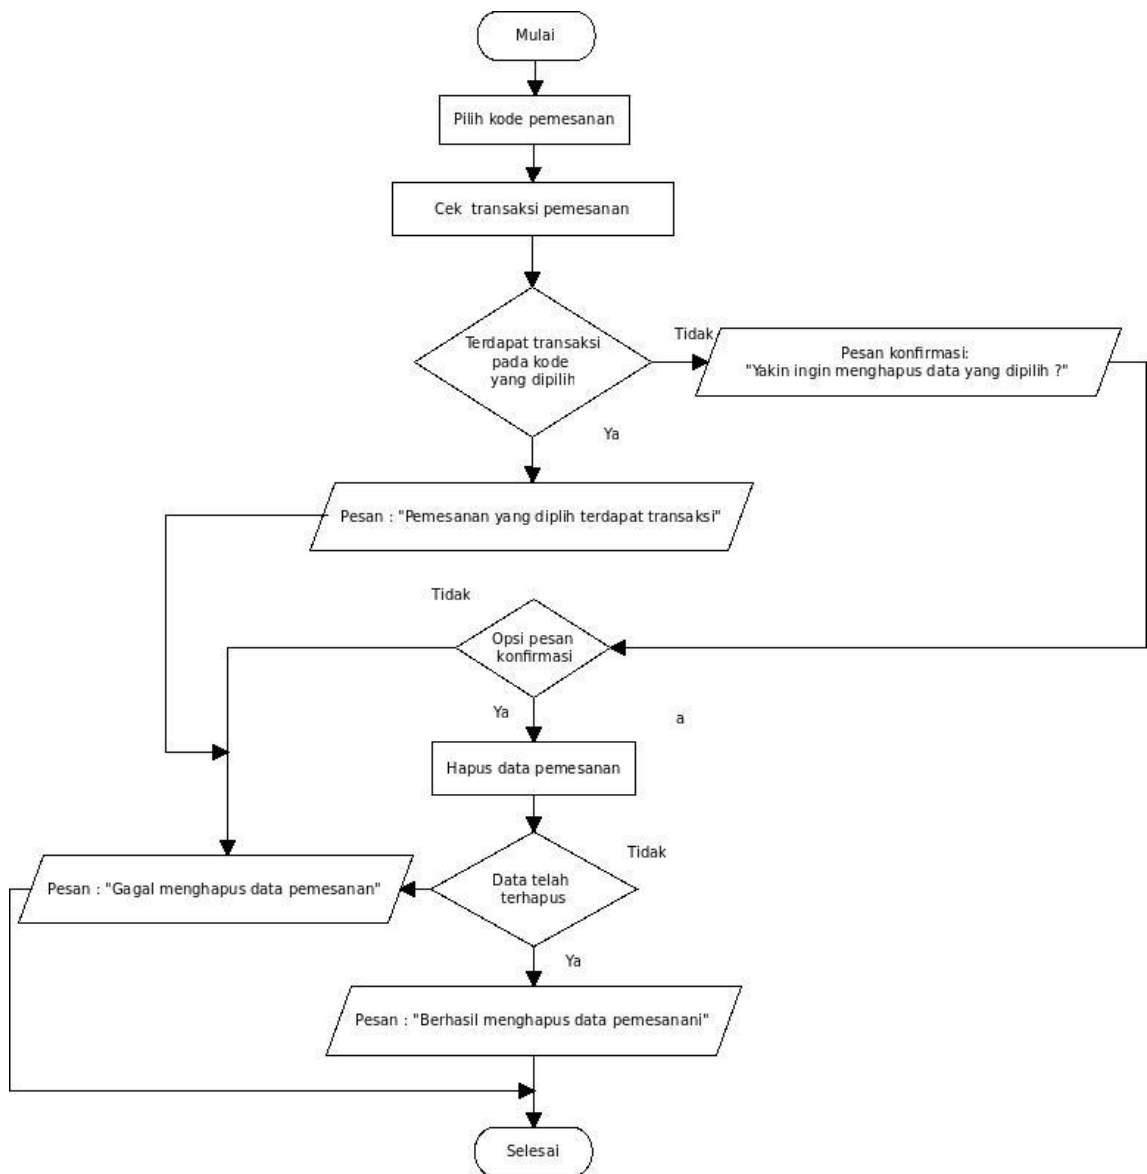 Mulai
Pilih kode pemesanan
Cek transaksi pemesanan
Terdapat transaksi
pada kode
yang dipilih
Tidak
Pesan konfirmasi:
"Yakin ingin menghapus data yang dipilih ?"
Ya
Pesan : "Pemesanan yang diplih terdapat transaksi"
Tidak
Opsi pesan
konfirmasi
Ya
a
Hapus data pemesanan
Tidak
Data telah
terhapus
Pesan : "Gagal menghapus data pemesanan"
Ya
Pesan : "Berhasil menghapus data pemesanani"
Selesai